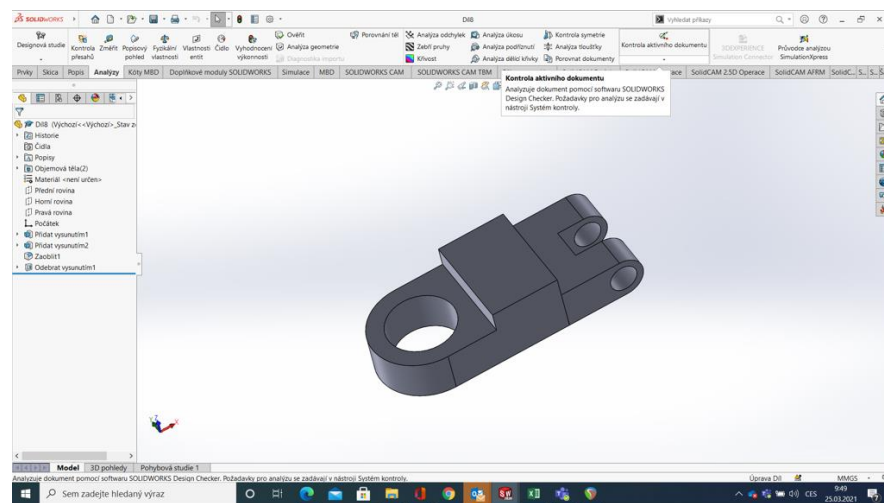 SOLIDWORKS
Díl8
Vyhledat příkazy
Designová studie
Kontrola přesahů
Změřit
Popisový pohled
Fyzikální vlastnosti
Vlastnosti entit
Čidlo
Vyhodnocení výkonnosti
Ověřit
Analýza geometrie
Diagnostika importu
Porovnání těl
Analýza odchylek
Zebří pruhy
Křivost
Analýza úkosu
Analýza podříznutí
Analýza dělicí křivky
Kontrola symetrie
Analýza tloušťky
Porovnat dokumenty
Kontrola aktivního dokumentu
3DEXPERIENCE
Simulation Connector
Průvodce analýzou
SimulationXpress
Prvky Skica Popis Analýzy Kóty MBD Doplňkové moduly SOLIDWORKS Simulace MBD SOLIDWORKS CAM SOLIDWORKS CAM TBM
ace SolidCAM 2.5D Operace SolidCAM AFRM SolidC... S...
Kontrola aktivního dokumentu
Analyzuje dokument pomocí softwaru SOLIDWORKS
Design Checker. Požadavky pro analýzu se zadávají v
nástroji Systém kontroly.
Díl8 (Výchozí<<Výchozí>_Stav z
Historie
Čidla
Popisy
Objemová těla(2)
Materiál <není určen>
Přední rovina
Horní rovina
Pravá rovina
Počátek
Přidat vysunutím1
Přidat vysunutím2
Zaoblit1
Odebrat vysunutím1
Z
X
Model 3D pohledy Pohybová studie 1
Analyzuje dokument pomocí softwaru SOLIDWORKS Design Checker. Požadavky pro analýzu se zadávají v nástroji Systém kontroly.
Úprava Díl
MMGS
Sem zadejte hledaný výraz
CES
9:49
25.03.2021